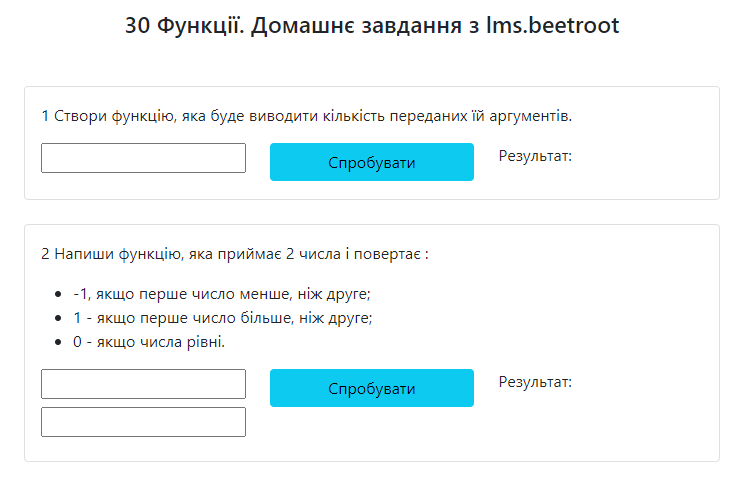 30 Функції. Домашнє завдання з lms.beetroot
1 Створи функцію, яка буде виводити кількість переданих їй аргументів.
Спробувати
Результат:
2 Напиши функцію, яка приймає 2 числа і повертає :
-1, якщо перше число менше, ніж друге;
1 - якщо перше число більше, ніж друге;
0 - якщо числа рівні.
Спробувати
Результат: